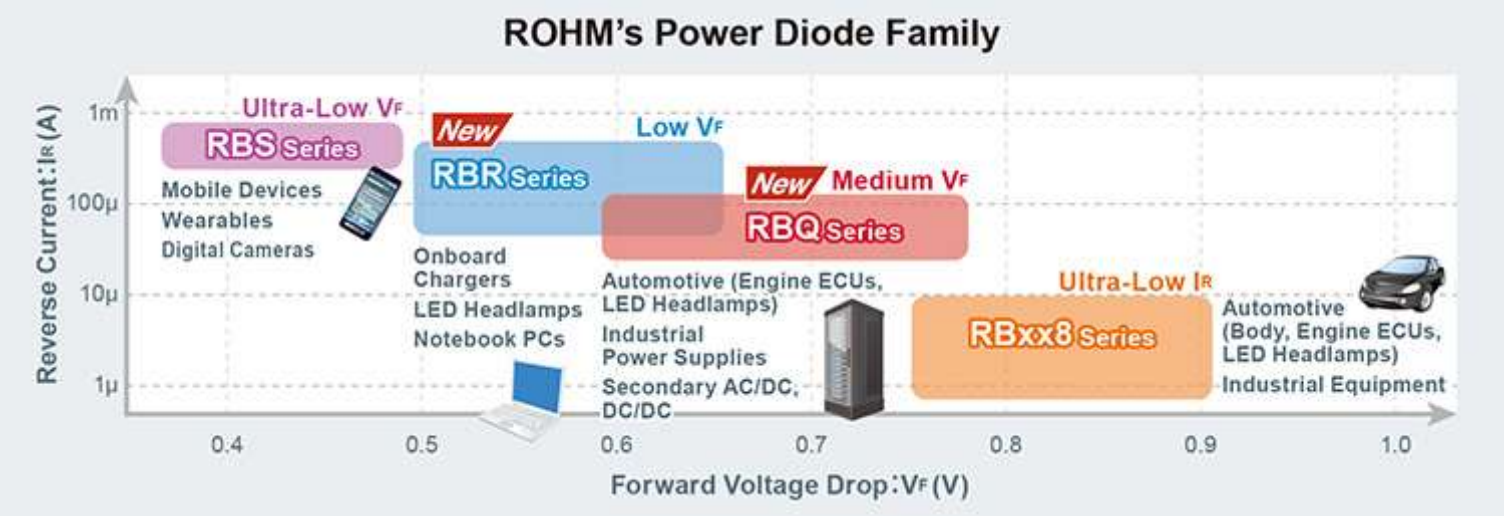 ROHM’s Power Diode Family
Reverse Current:IR (A)
1m
100μ
10μ
1μ
Ultra-Low VF
RBS Series
Mobile Devices
Wearables
Digital Cameras
New
Low VF
RBR Series
Onboard
Chargers
LED Headlamps
Notebook PCs
New Medium VF
RBQ Series
Automotive (Engine ECUs,
LED Headlamps)
Industrial
Power Supplies
Secondary AC/DC,
DC/DC
Ultra-Low IR
RBxx8 Series
Automotive
(Body, Engine ECUs,
LED Headlamps)
Industrial Equipment
0.4 0.5 0.6 0.7 0.8 0.9 1.0
Forward Voltage Drop:VF (V)